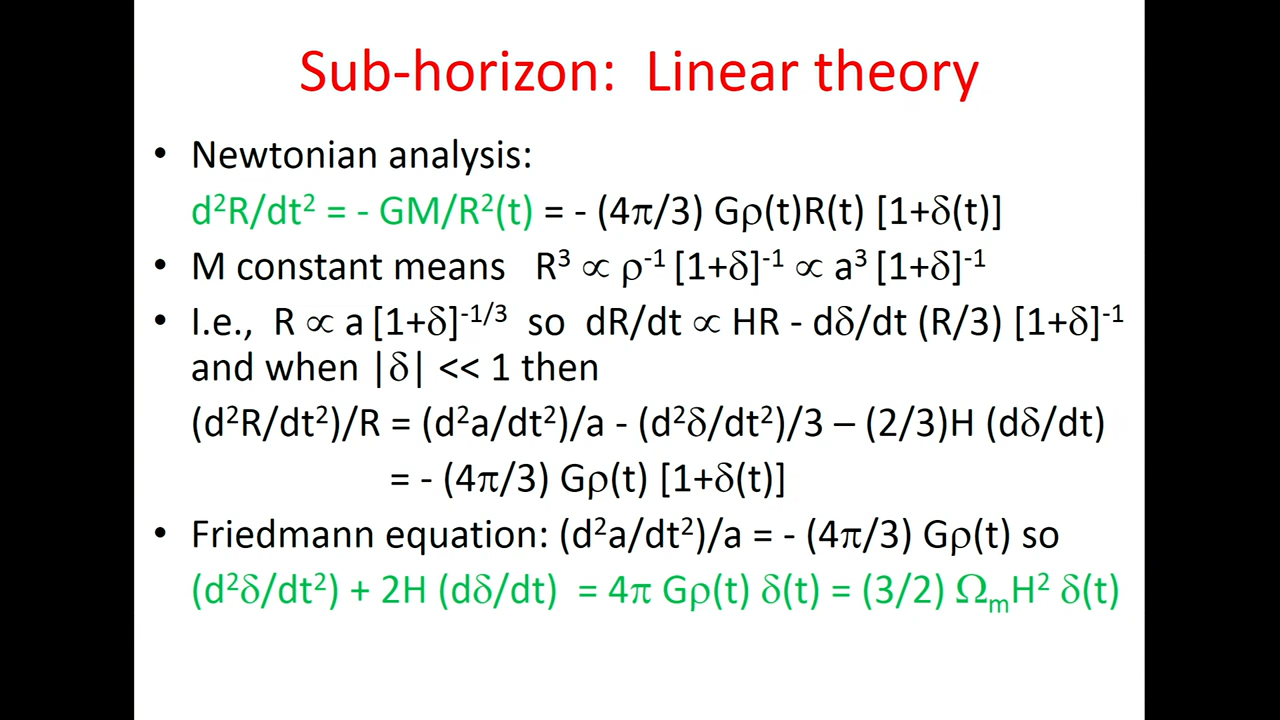 Sub-horizon: Linear theory
• Newtonian analysis:
d²R/dt² = - GM/R²(t) = - (4π/3) Gρ(t)R(t) [1+δ(t)]
• M constant means R³ ∝ ρ⁻¹ [1+δ]⁻¹ ∝ a³ [1+δ]⁻¹
• I.e., R ∝ a [1+δ]⁻¹/³ so dR/dt ∝ HR - dδ/dt (R/3) [1+δ]⁻¹
and when |δ| << 1 then
(d²R/dt²)/R = (d²a/dt²)/a - (d²δ/dt²)/3 – (2/3)H (dδ/dt)
= - (4π/3) Gρ(t) [1+δ(t)]
• Friedmann equation: (d²a/dt²)/a = - (4π/3) Gρ(t) so
(d²δ/dt²) + 2H (dδ/dt) = 4π Gρ(t) δ(t) = (3/2) ΩₘH² δ(t)